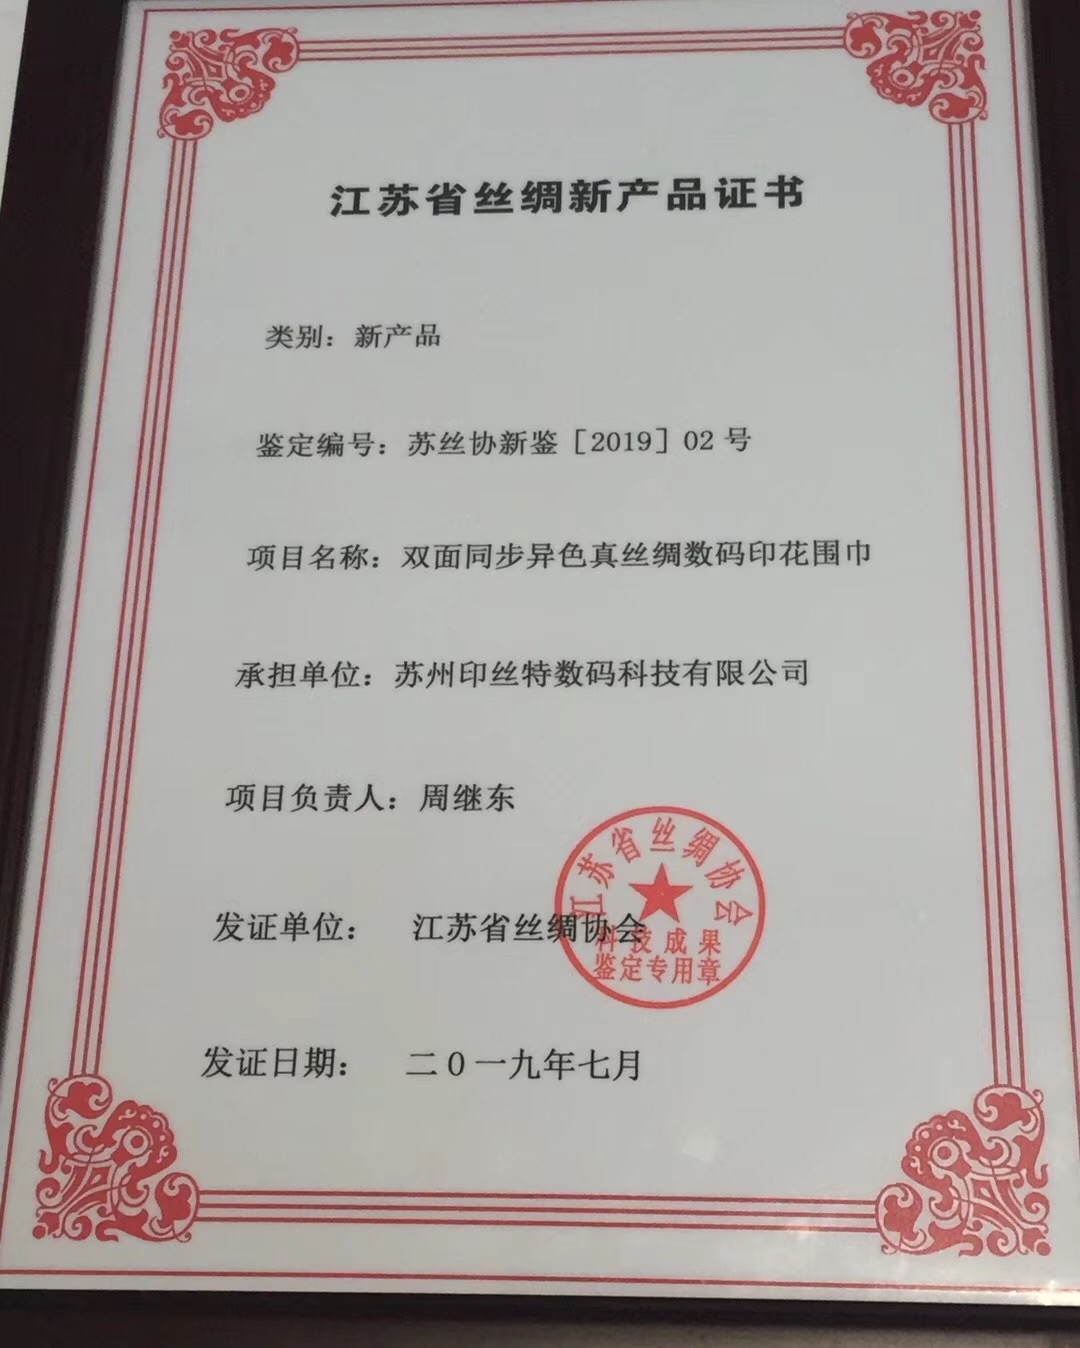 江苏省丝绸新产品证书
类别：新产品
鉴定编号：苏丝协新鉴［2019］02号
项目名称：双面同步异色真丝绸数码印花围巾
承担单位：苏州印丝特数码科技有限公司
项目负责人：周继东
发证单位：江苏省丝绸协会
江苏省丝绸协会
科技成果
鉴定专用章
发证日期：二0一九年七月